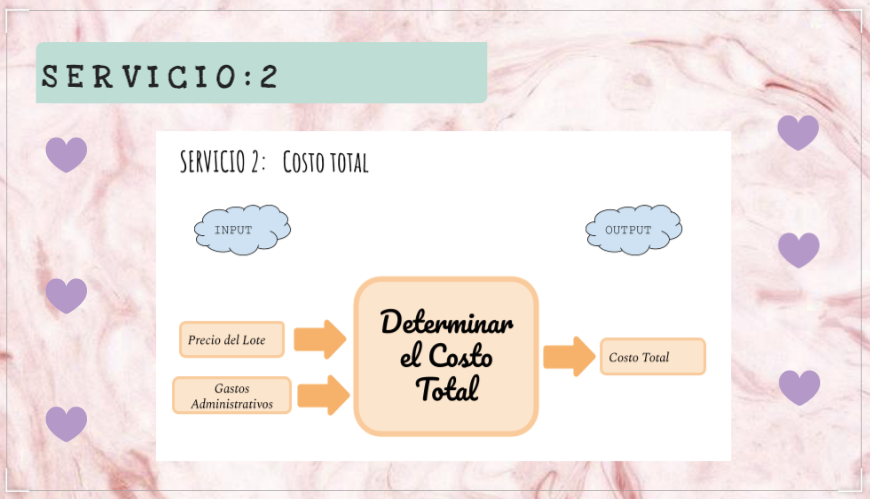 SERVICIO:2
SERVICIO 2: COSTO TOTAL
INPUT
OUTPUT
Precio del Lote
Gastos
Administrativos
Determinar
el Costo
Total
Costo Total